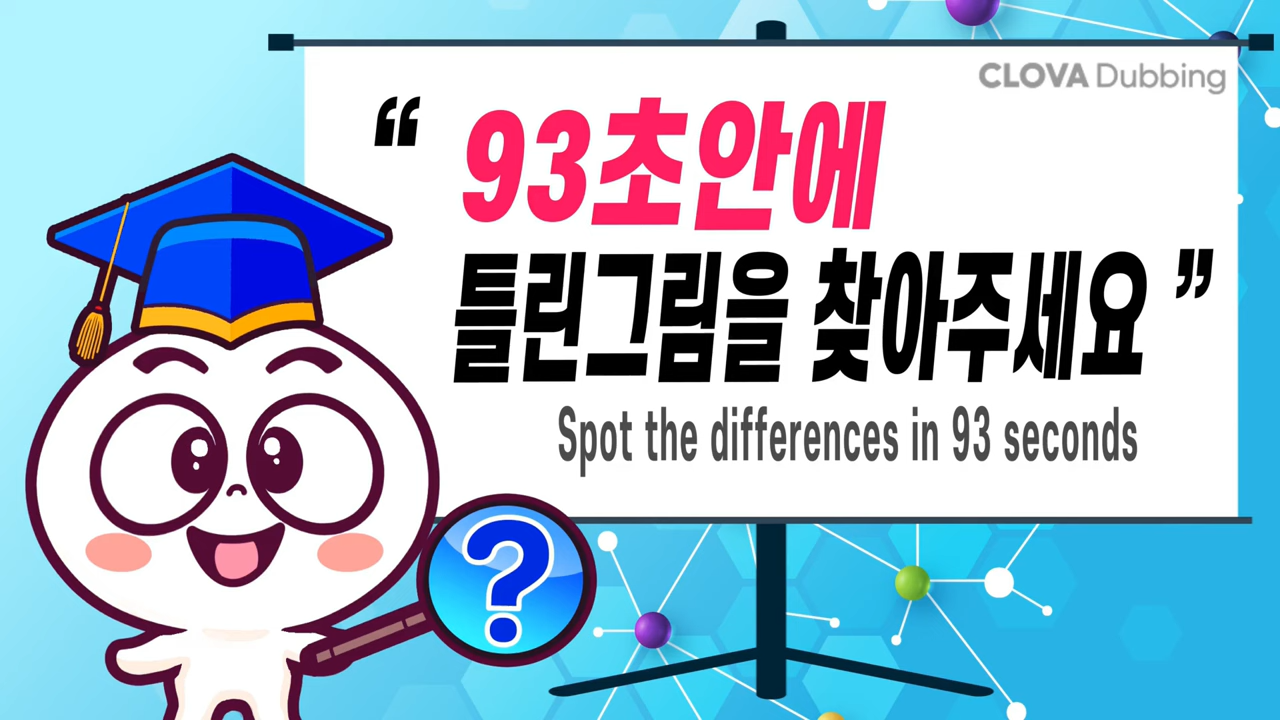 CLOVA Dubbing
“ 93초안에
틀린그림을 찾아주세요 ”
Spot the differences in 93 seconds
?